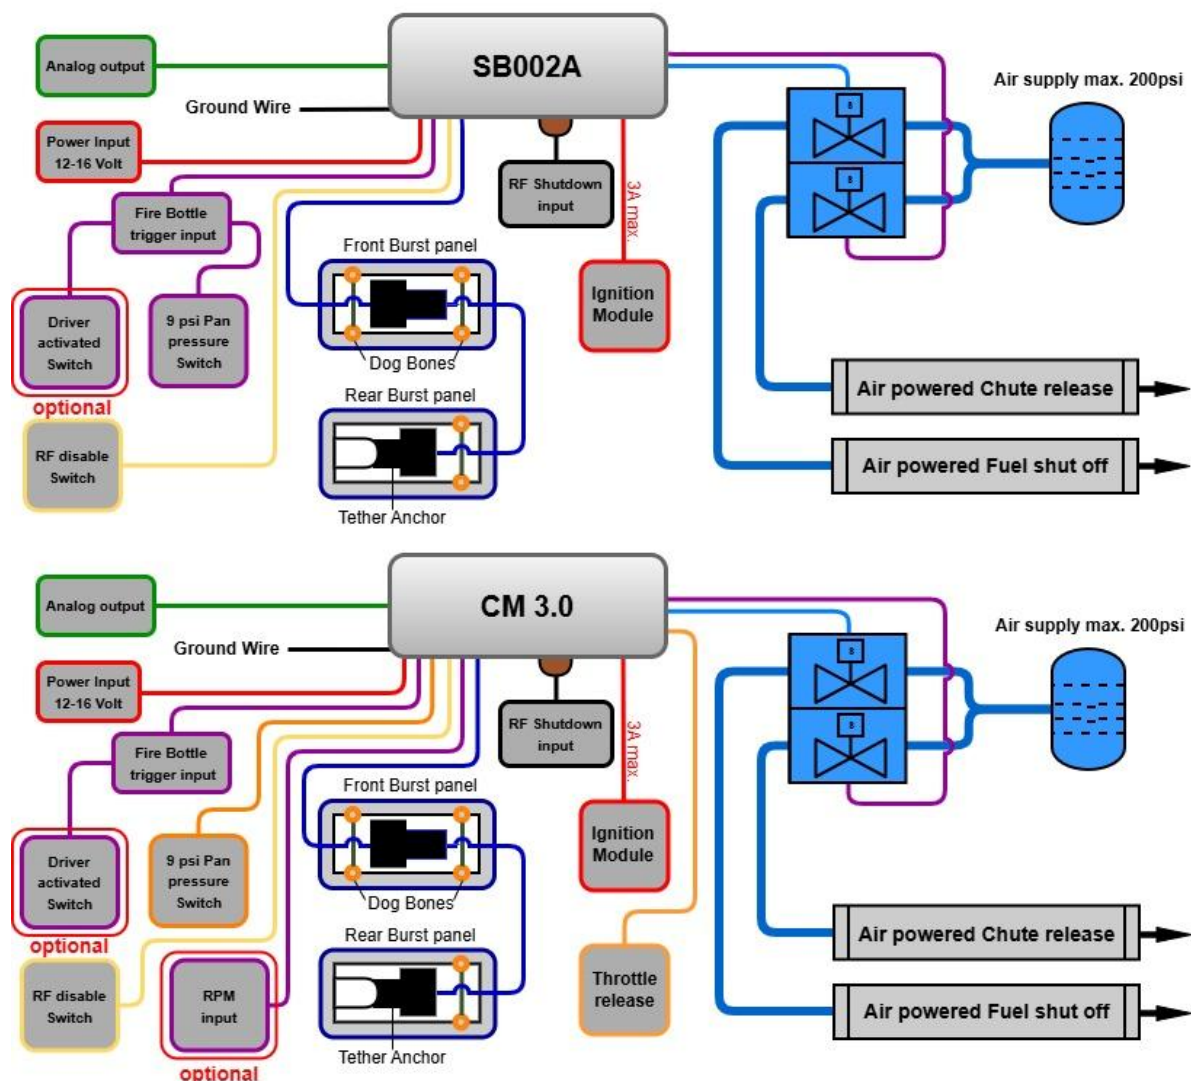 SB002A
Analog output
Ground Wire
Power Input
12-16 Volt
Fire Bottle
trigger input
Driver
activated
Switch
optional
9 psi Pan
pressure
Switch
RF disable
Switch
Front Burst panel
Dog Bones
Rear Burst panel
Tether Anchor
RF Shutdown
input
3A max.
Ignition
Module
Air supply max. 200psi
8
8
Air powered Chute release
Air powered Fuel shut off
CM 3.0
Analog output
Ground Wire
Power Input
12-16 Volt
Fire Bottle
trigger input
Driver
activated
Switch
optional
9 psi Pan
pressure
Switch
RF disable
Switch
RPM
input
optional
Front Burst panel
Dog Bones
Rear Burst panel
Tether Anchor
RF Shutdown
input
3A max.
Ignition
Module
Throttle
release
Air supply max. 200psi
8
8
Air powered Chute release
Air powered Fuel shut off